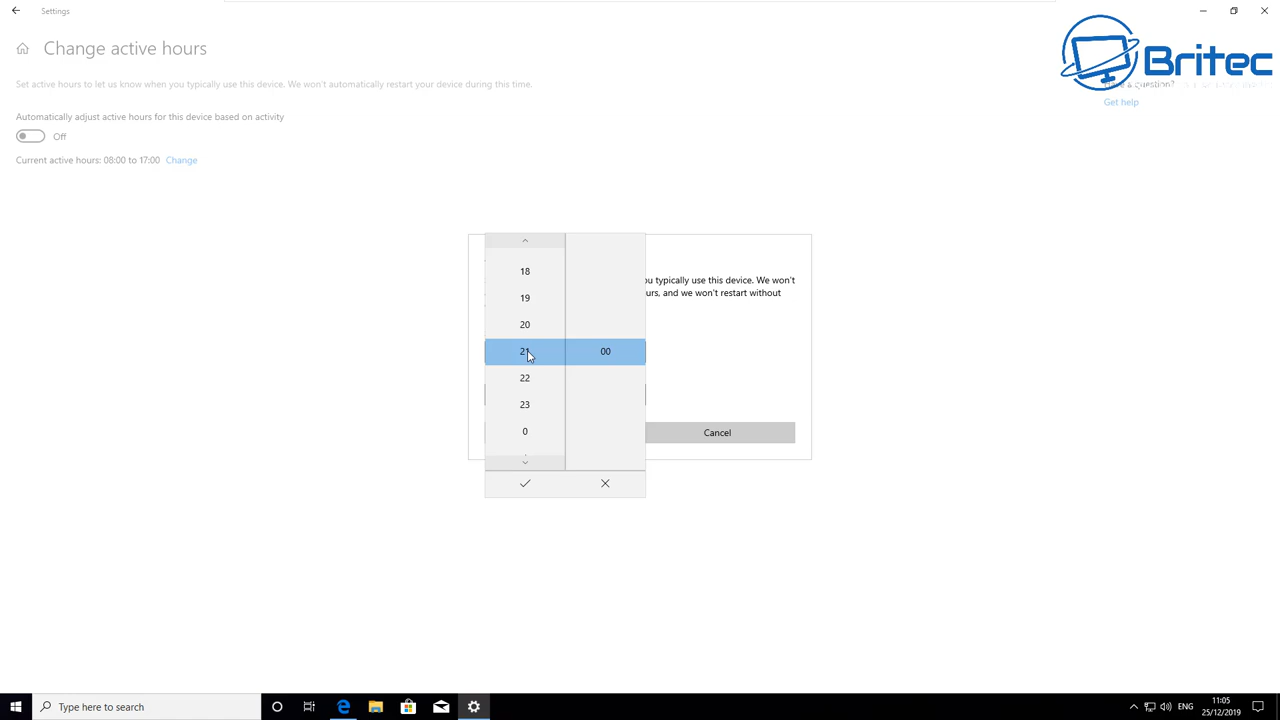 Settings
Change active hours
Britec
Set active hours to let us know when you typically use this device. We won't automatically restart your device during this time.
Get help
Automatically adjust active hours for this device based on activity
Off
Current active hours: 08:00 to 17:00 Change
18
19
20
21 00
22
23
0
ou typically use this device. We won't
urs, and we won't restart without
Cancel
Type here to search
ENG
11:05
25/12/2019